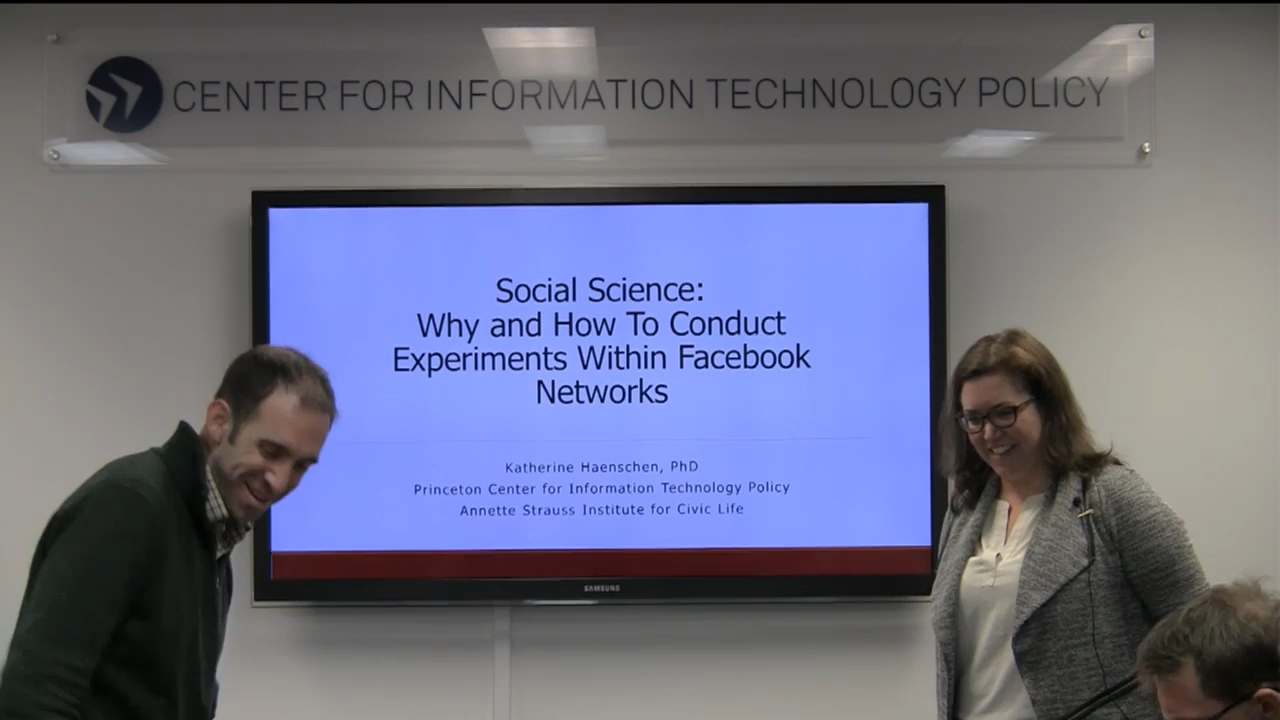 CENTER FOR INFORMATION TECHNOLOGY POLICY
Social Science:
Why and How To Conduct
Experiments Within Facebook
Networks
Katherine Haenschen, PhD
Princeton Center for Information Technology Policy
Annette Strauss Institute for Civic Life
SAMSUNG